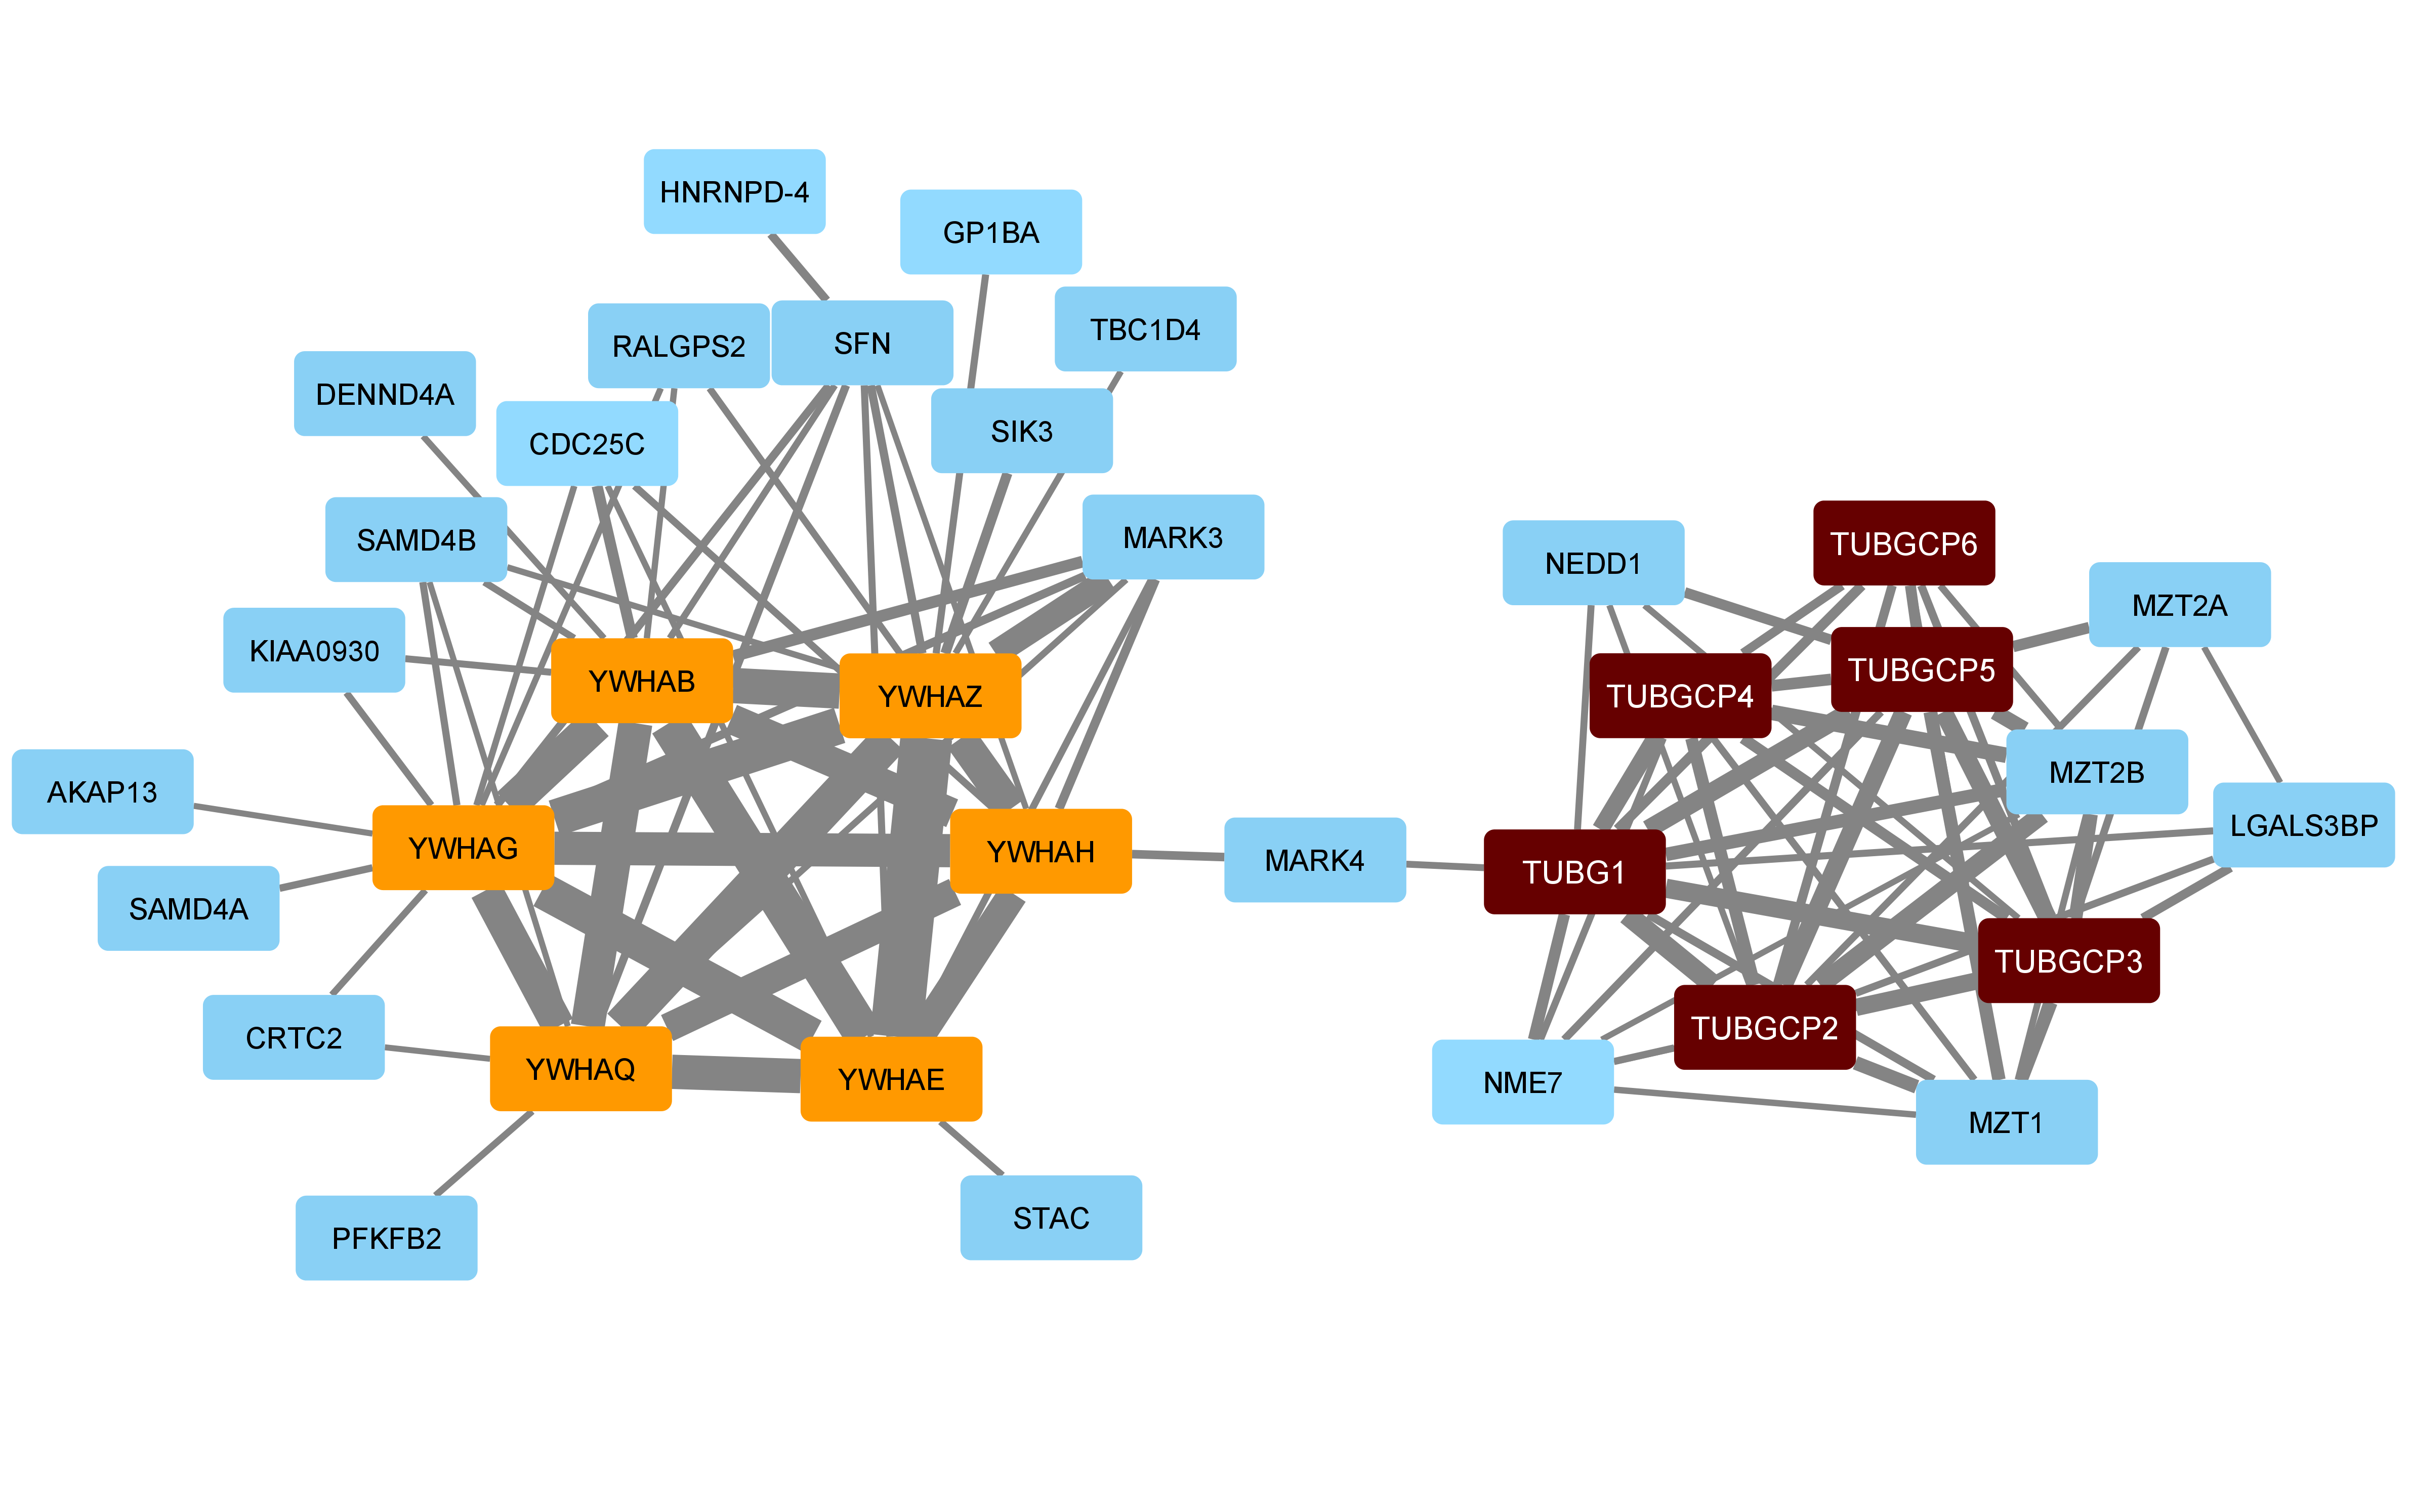 HNRNPD-4
GP1BA
TBC1D4
RALGPS2
SFN
DENND4A
CDC25C
SIK3
SAMD4B
MARK3
NEDD1
TUBGCP6
MZT2A
KIAA0930
YWHAB
YWHAZ
TUBGCP4
TUBGCP5
MZT2B
AKAP13
YWHAG
YWHAH
MARK4
TUBG1
LGALS3BP
SAMD4A
TUBGCP3
CRTC2
YWHAQ
YWHAE
TUBGCP2
NME7
MZT1
PFKFB2
STAC